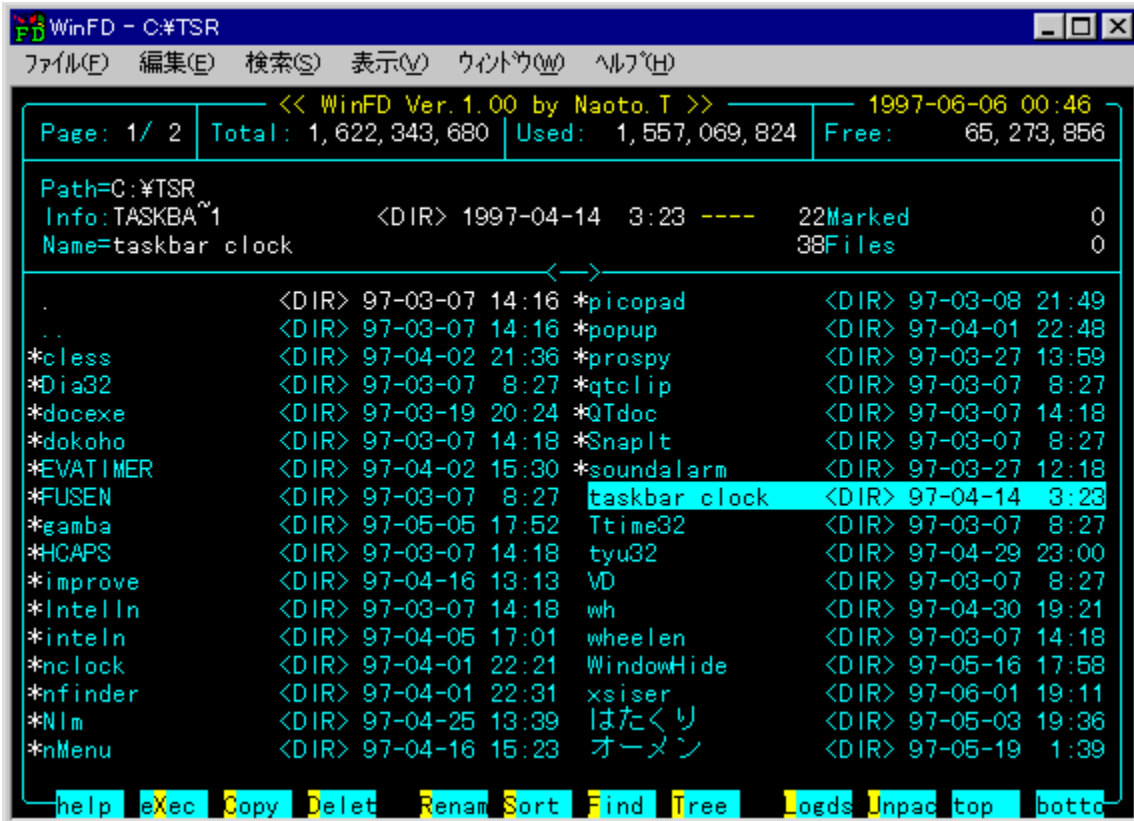 WinFD - C:¥TSR
ファイル(F) 編集(E) 検索(S) 表示(V) ウィンドウ(W) ヘルプ(H)
<< WinFD Ver.1.00 by Naoto.T >> 1997-06-06 00:46
Page: 1/ 2 Total: 1,622,343,680 Used: 1,557,069,824 Free: 65,273,856
Path=C:¥TSR
Info:TASKBA~1 <DIR> 1997-04-14 3:23 ---- 22Marked 0
Name=taskbar clock 38Files 0
. <DIR> 97-03-07 14:16 *picopad <DIR> 97-03-08 21:49
.. <DIR> 97-03-07 14:16 *popup <DIR> 97-04-01 22:48
*cless <DIR> 97-04-02 21:36 *prospy <DIR> 97-03-27 13:59
*Dia32 <DIR> 97-03-07 8:27 *qtclip <DIR> 97-03-07 8:27
*docexe <DIR> 97-03-19 20:24 *QTdoc <DIR> 97-03-07 14:18
*dokoho <DIR> 97-03-07 14:18 *SnapIt <DIR> 97-03-07 8:27
*EVATIMER <DIR> 97-04-02 15:30 *soundalarm <DIR> 97-03-27 12:18
*FUSEN <DIR> 97-03-07 8:27 taskbar clock <DIR> 97-04-14 3:23
*gamba <DIR> 97-05-05 17:52 Ttime32 <DIR> 97-03-07 8:27
*HCAPS <DIR> 97-03-07 14:18 tyu32 <DIR> 97-04-29 23:00
*improve <DIR> 97-04-16 13:13 VD <DIR> 97-03-07 8:27
*IntelIn <DIR> 97-03-07 14:18 wh <DIR> 97-04-30 19:21
*inteln <DIR> 97-04-05 17:01 wheelen <DIR> 97-03-07 14:18
*nclock <DIR> 97-04-01 22:21 WindowHide <DIR> 97-05-16 17:58
*nfinder <DIR> 97-04-01 22:31 xsiser <DIR> 97-06-01 19:11
*Nlm <DIR> 97-04-25 13:39 はたくり <DIR> 97-05-03 19:36
*nMenu <DIR> 97-04-16 15:23 オーメン <DIR> 97-05-19 1:39
help eXec Copy Delet Renam Sort Find Tree Logds Unpac top botto